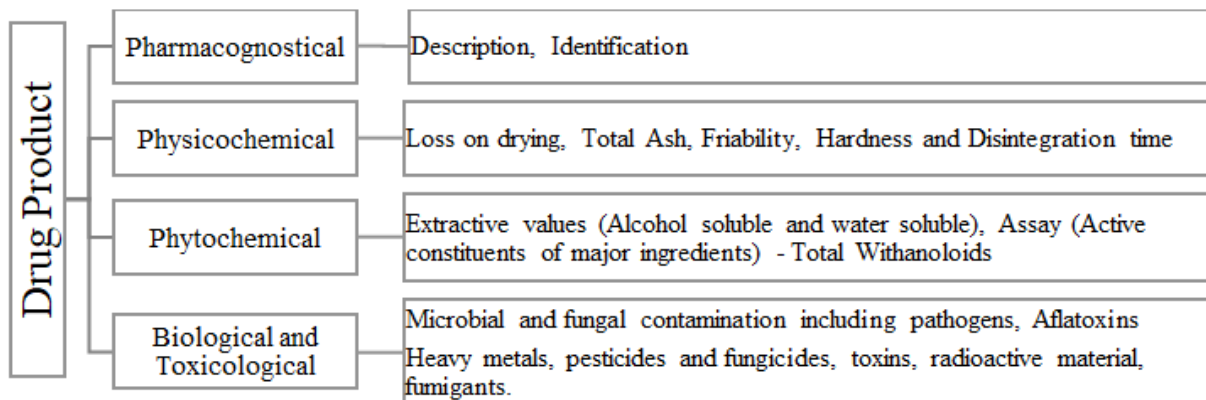 Drug Product
Pharmacognostical
Description, Identification
Physicochemical
Loss on drying, Total Ash, Friability, Hardness and Disintegration time
Phytochemical
Extractive values (Alcohol soluble and water soluble), Assay (Active
constituents of major ingredients) - Total Withanoloids
Biological and
Toxicological
Microbial and fungal contamination including pathogens, Aflatoxins
Heavy metals, pesticides and fungicides, toxins, radioactive material,
fumigants.